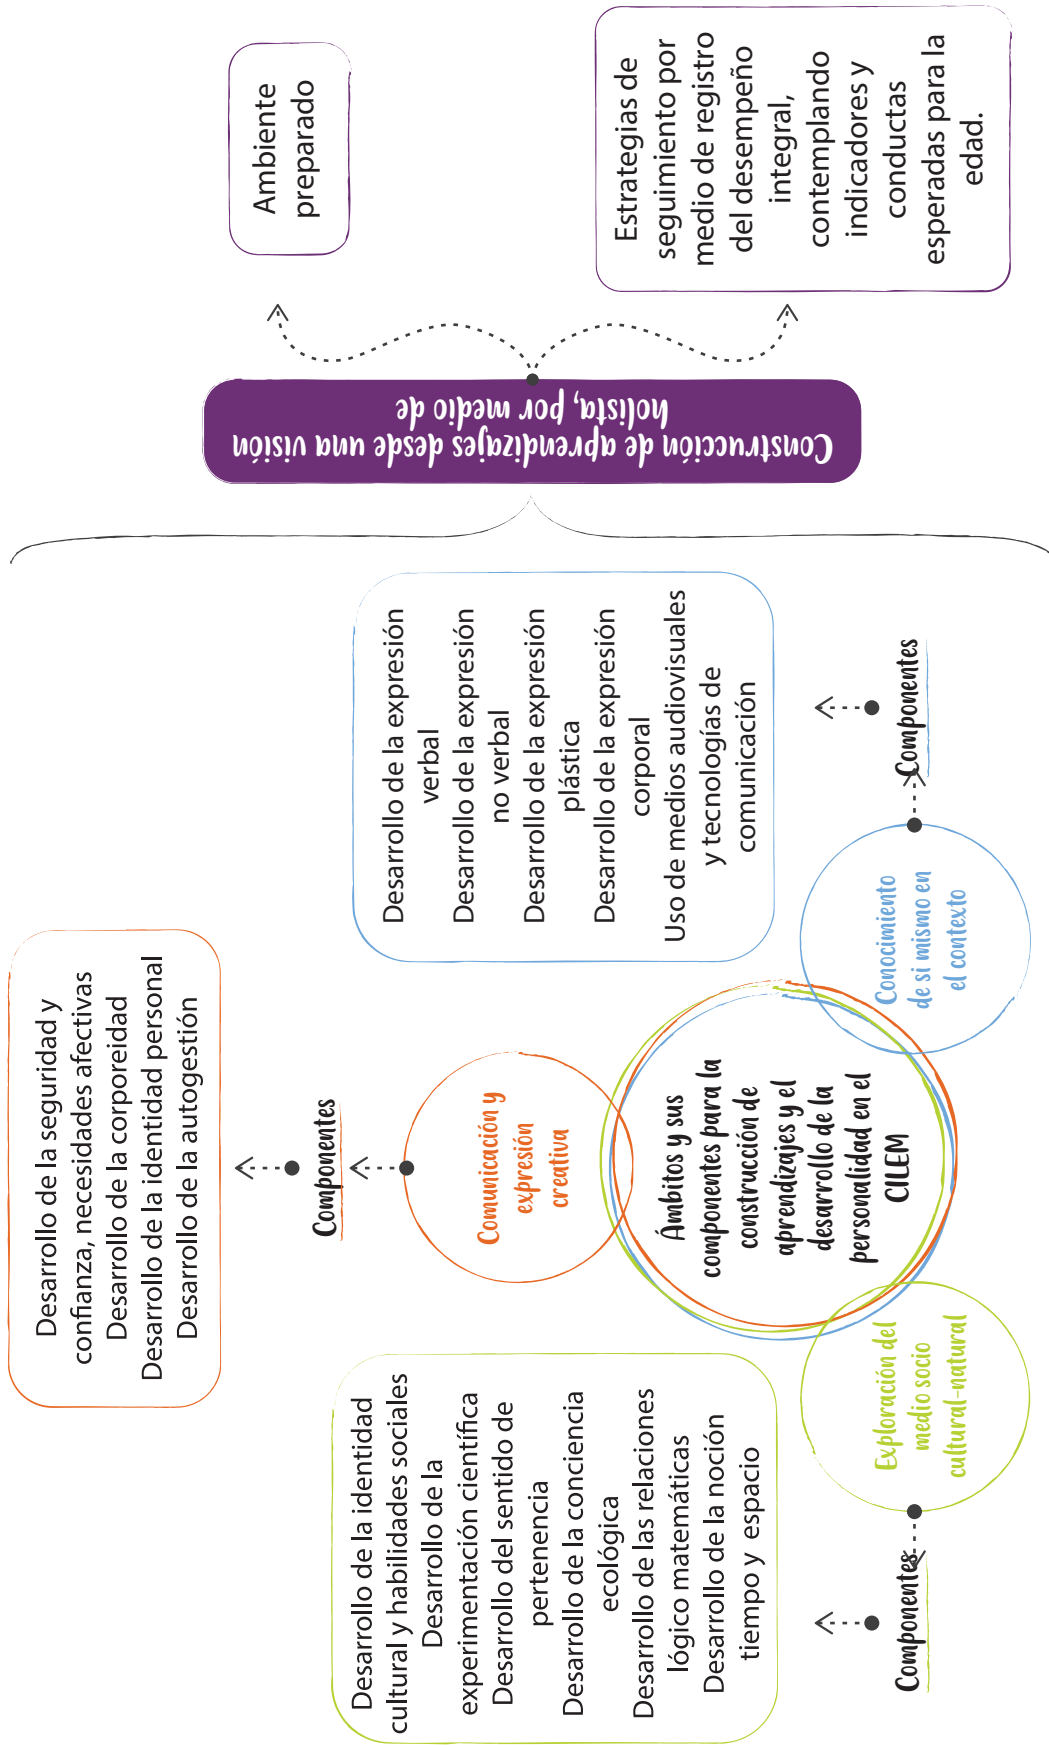 Desarrollo de la seguridad y
confianza, necesidades afectivas
Desarrollo de la corporeidad
Desarrollo de la identidad personal
Desarrollo de la autogestión
Componentes
Comunicación y
expresión
creativa
Desarrollo de la identidad
cultural y habilidades sociales
Desarrollo de la
experimentación científica
Desarrollo del sentido de
pertenencia
Desarrollo de la conciencia
ecológica
Desarrollo de las relaciones
lógico matemáticas
Desarrollo de la noción
tiempo y espacio
Componentes
Exploración del
medio socio
cultural-natural
Ámbitos y sus
componentes para la
construcción de
aprendizajes y el
desarrollo de la
personalidad en el
CILEM
Desarrollo de la expresión
verbal
Desarrollo de la expresión
no verbal
Desarrollo de la expresión
plástica
Desarrollo de la expresión
corporal
Uso de medios audiovisuales
y tecnologías de
comunicación
Componentes
Conocimiento
de si mismo en
el contexto
Construcción de aprendizajes desde una visión
holista, por medio de
Ambiente
preparado
Estrategias de
seguimiento por
medio de registro
del desempeño
integral,
contemplando
indicadores y
conductas
esperadas para la
edad.